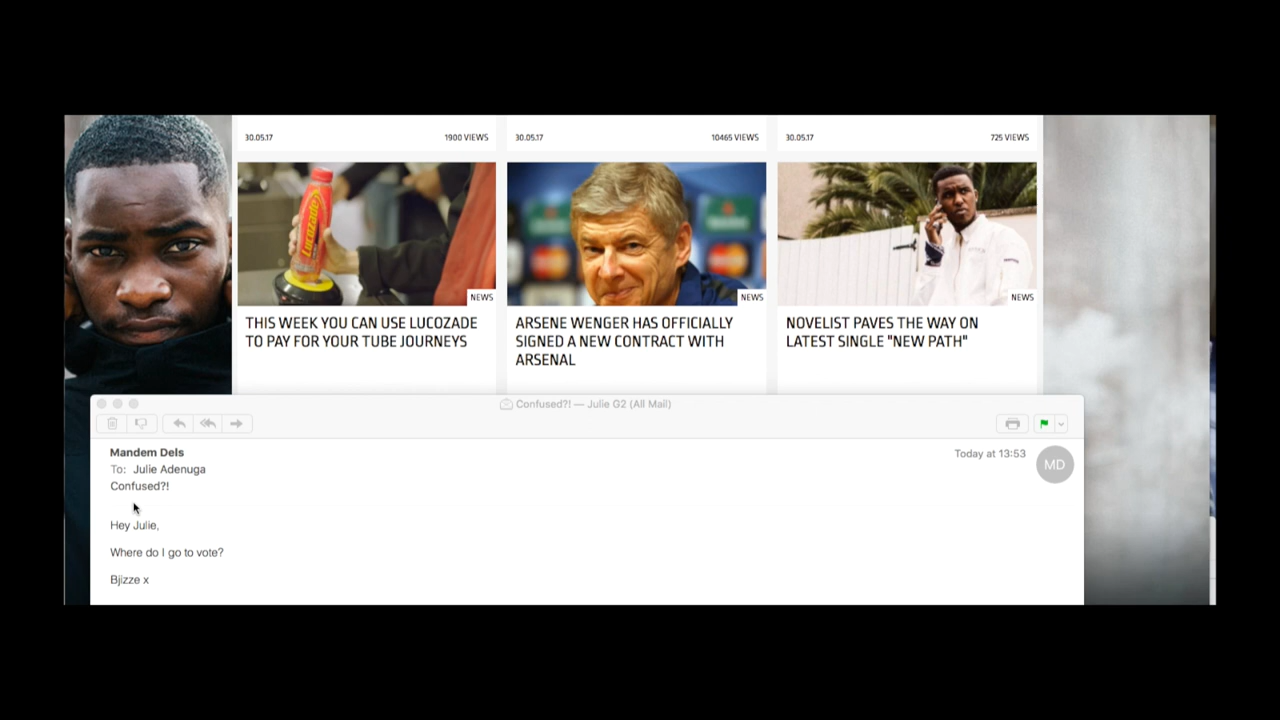 30.05.17
1900 VIEWS
30.05.17
10465 VIEWS
30.05.17
725 VIEWS
LUCOZADE
NEWS
NEWS
NEWS
THIS WEEK YOU CAN USE LUCOZADE
TO PAY FOR YOUR TUBE JOURNEYS
ARSENE WENGER HAS OFFICIALLY
SIGNED A NEW CONTRACT WITH
ARSENAL
NOVELIST PAVES THE WAY ON
LATEST SINGLE "NEW PATH"
Confused?! — Julie G2 (All Mail)
Mandem Dels
Today at 13:53
MD
To: Julie Adenuga
Confused?!
Hey Julie,
Where do I go to vote?
Bjizze x